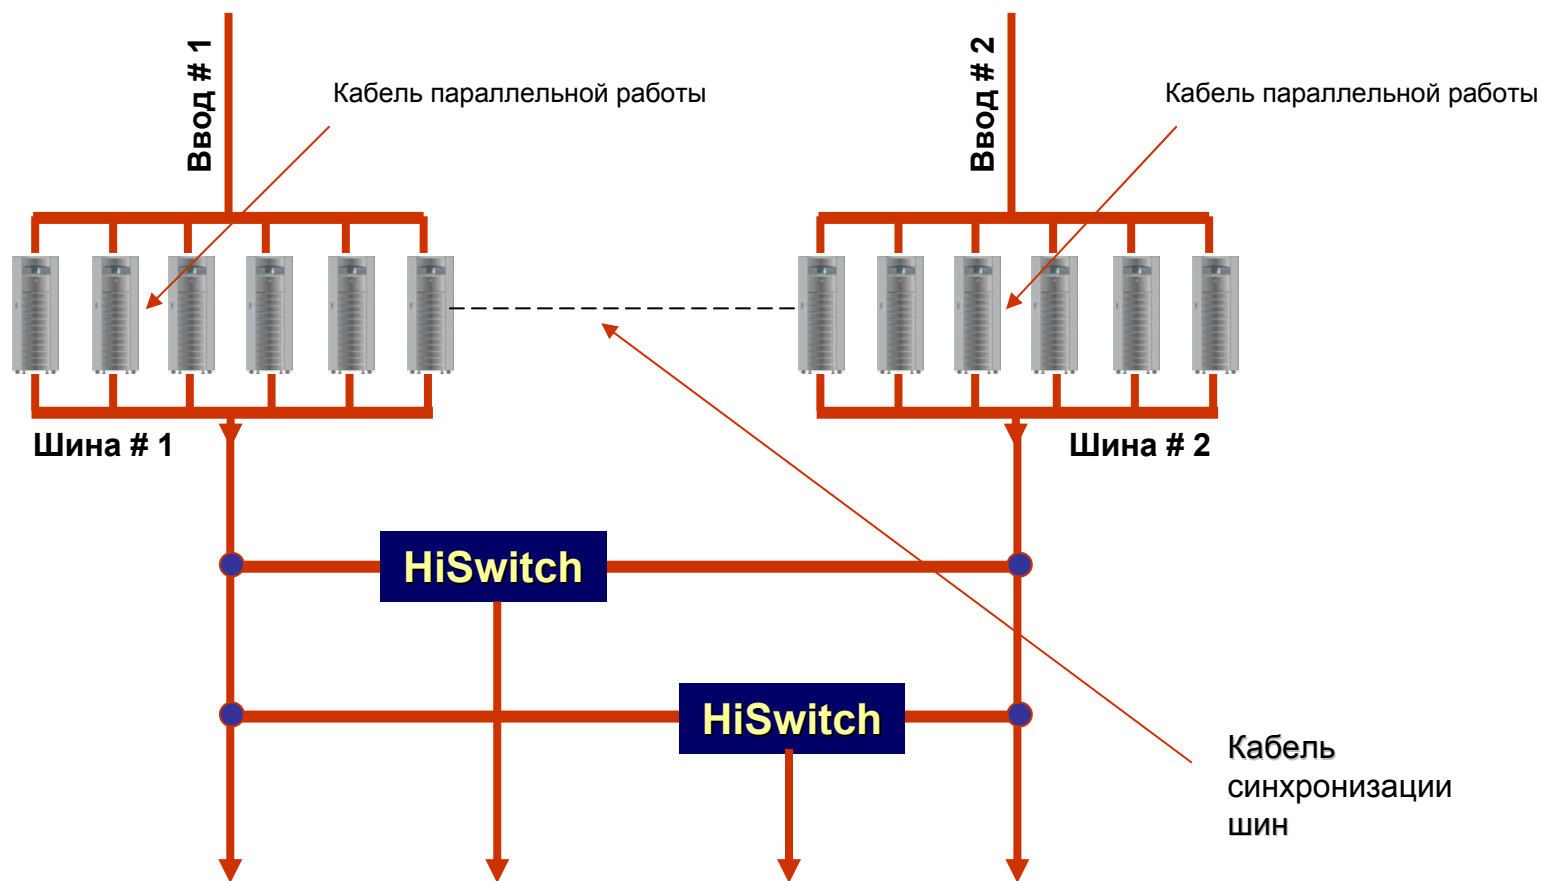 Ввод # 1
Кабель параллельной работы
Ввод # 2
Кабель параллельной работы
Шина # 1
Шина # 2
HiSwitch
HiSwitch
Кабель
синхронизации
шин